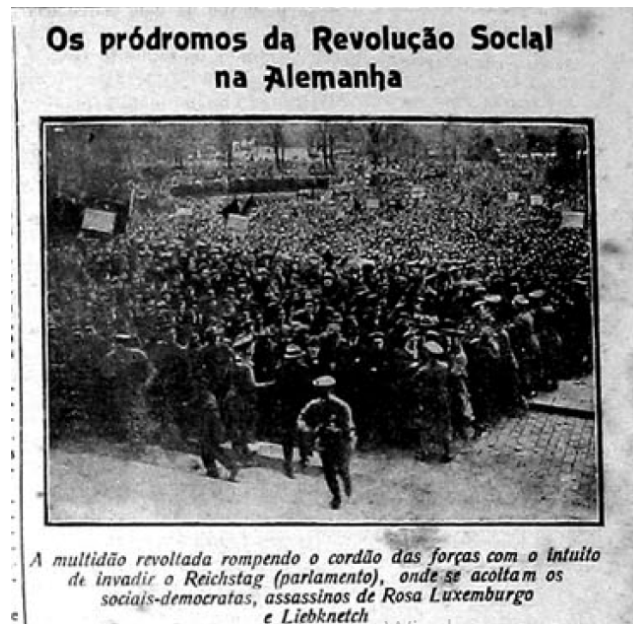 Os pródromos da Revolução Social
na Alemanha
A multidão revoltada rompendo o cordão das forças com o intuito
de invadir o Reichstag (parlamento), onde se acoitam os
sociais-democratas, assassinos de Rosa Luxemburgo
e Liebknetch